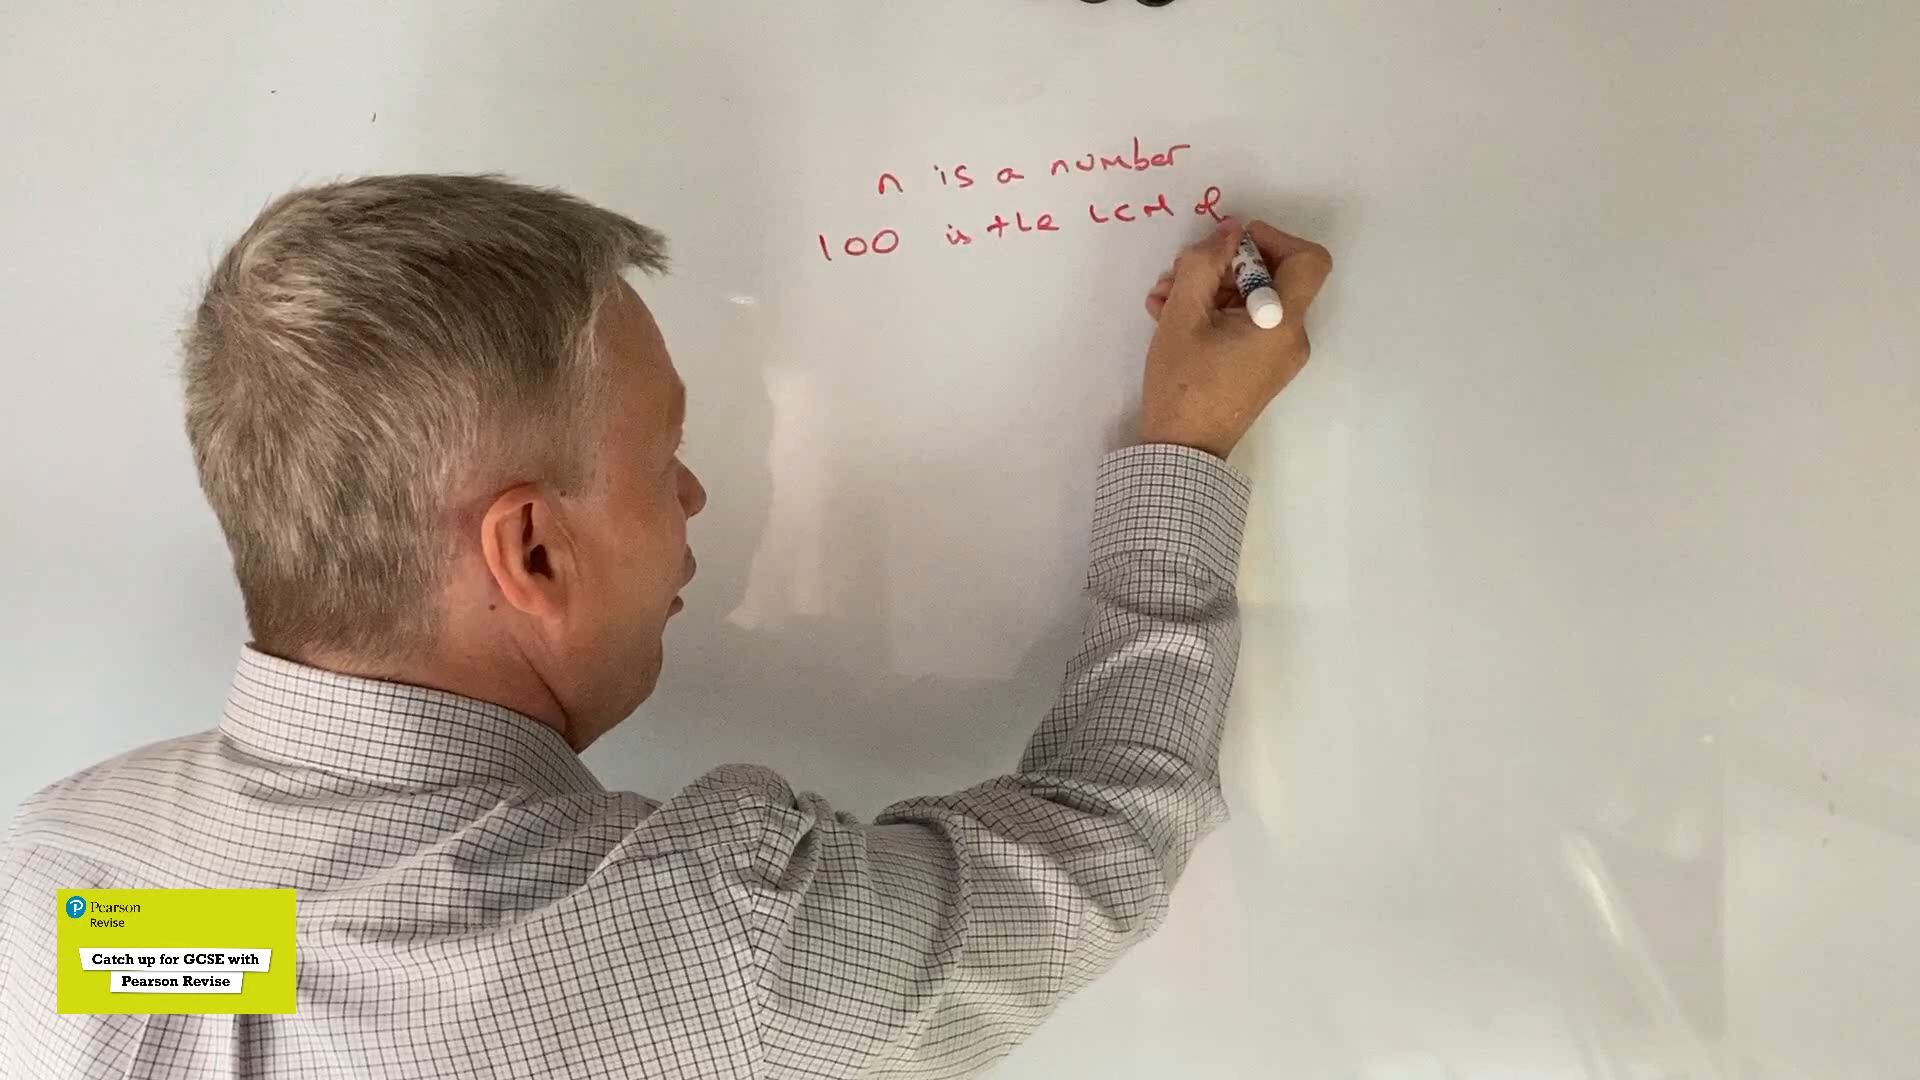 n is a number
100 is the LCM of
Pearson
Revise
Catch up for GCSE with
Pearson Revise